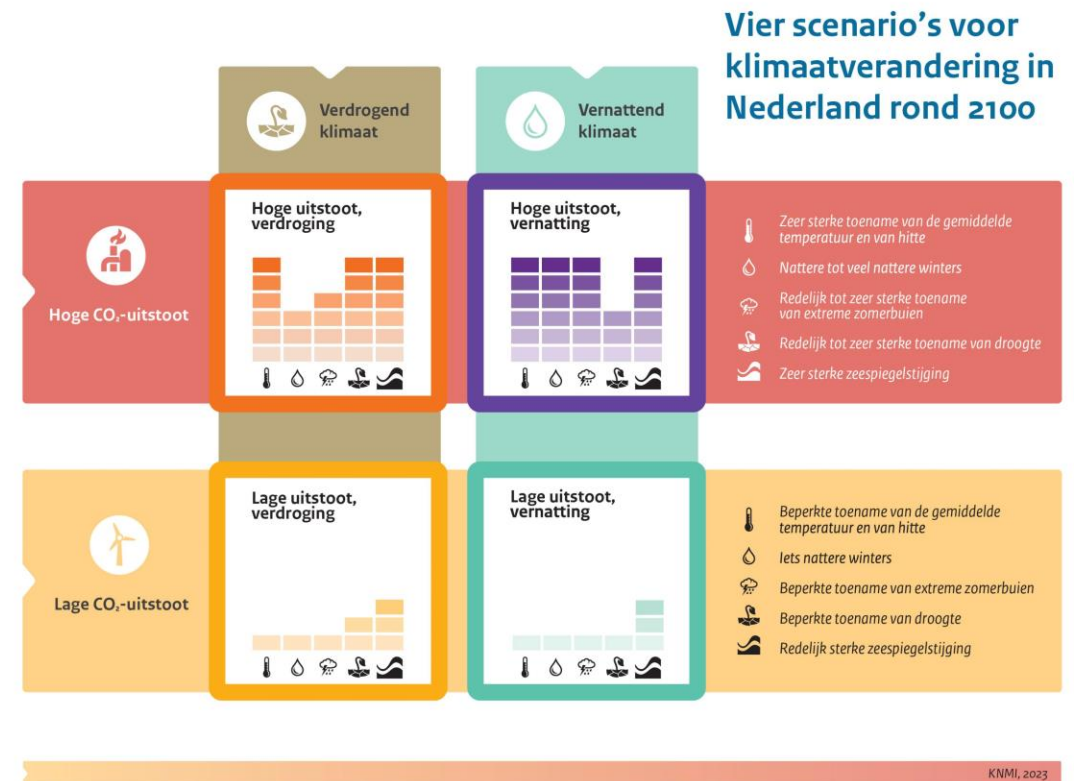 Vier scenario's voor
klimaatverandering in
Nederland rond 2100
Verdrogend
klimaat
Vernattend
klimaat
Hoge CO₂-uitstoot
Hoge uitstoot,
verdroging
Hoge uitstoot,
vernatting
Zeer sterke toename van de gemiddelde
temperatuur en van hitte
Nattere tot veel nattere winters
Redelijk tot zeer sterke toename
van extreme zomerbuien
Redelijk tot zeer sterke toename van droogte
Zeer sterke zeespiegelstijging
Lage CO₂-uitstoot
Lage uitstoot,
verdroging
Lage uitstoot,
vernatting
Beperkte toename van de gemiddelde
temperatuur en van hitte
Iets nattere winters
Beperkte toename van extreme zomerbuien
Beperkte toename van droogte
Redelijk sterke zeespiegelstijging
KNMI, 2023